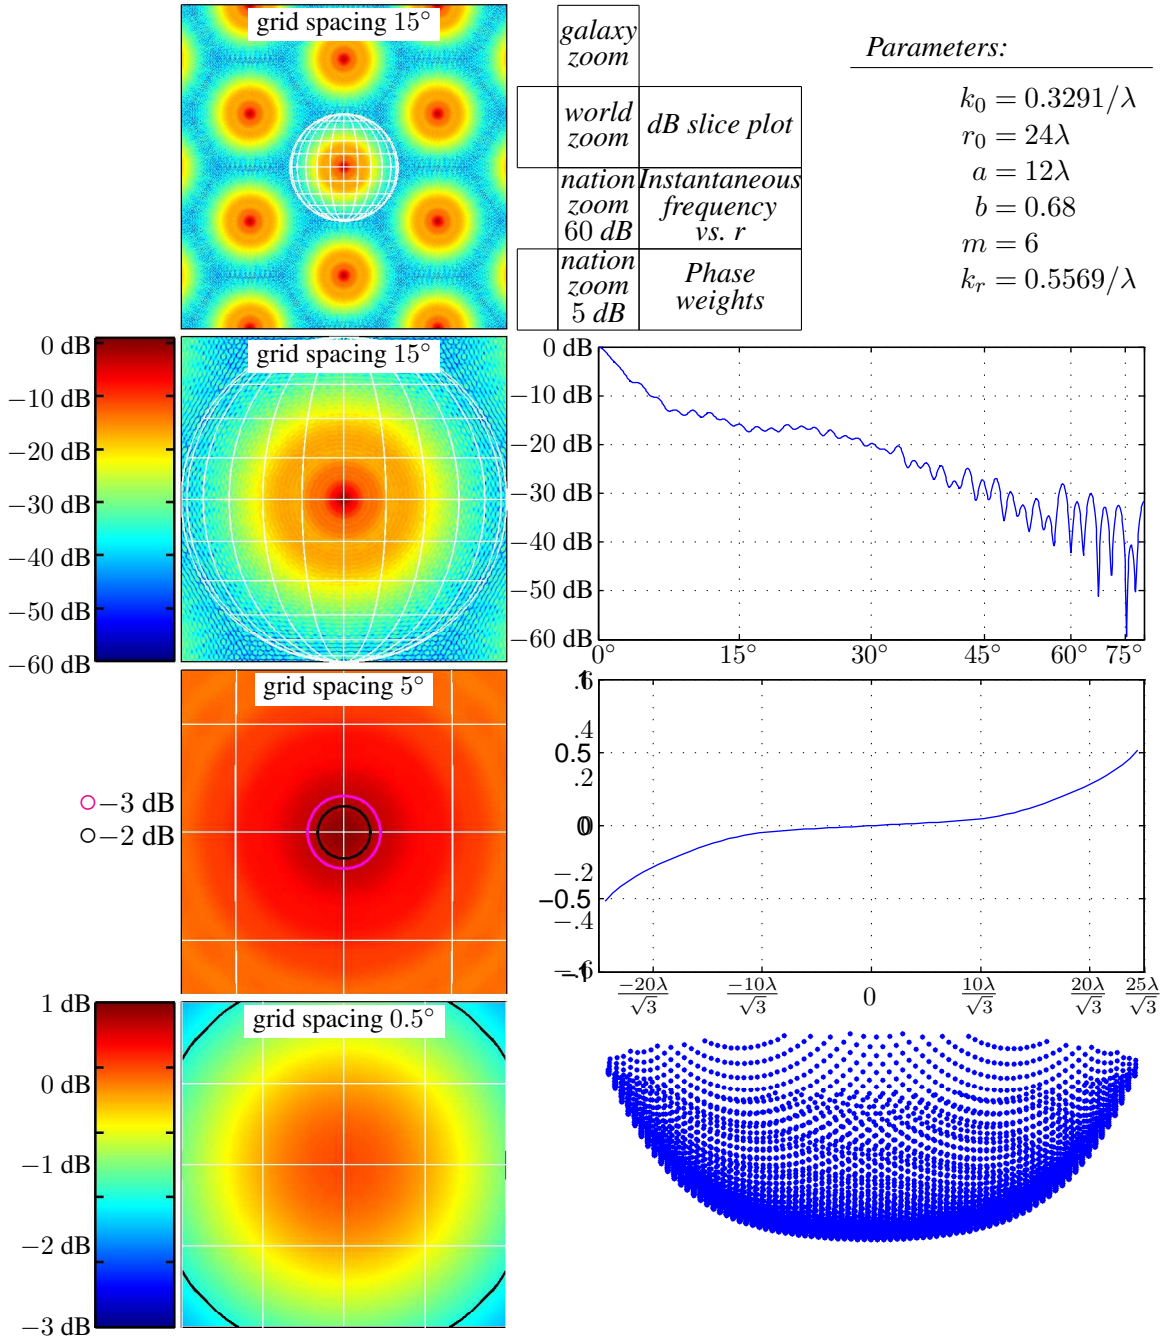 grid spacing 15°
galaxy
zoom
world
zoom
dB slice plot
nation
zoom
60 dB
Instantaneous
frequency
vs. r
nation
zoom
5 dB
Phase
weights
Parameters:
k₀ = 0.3291/λ
r₀ = 24λ
a = 12λ
b = 0.68
m = 6
kᵣ = 0.5569/λ
0 dB
−10 dB
−20 dB
−30 dB
−40 dB
−50 dB
−60 dB
grid spacing 15°
0 dB
−10 dB
−20 dB
−30 dB
−40 dB
−50 dB
−60 dB
0° 15° 30° 45° 60° 75°
grid spacing 5°
−3 dB
−2 dB
1
.6
.4
0.5
.2
0
0
−.2
−0.5
−.4
−.6
−1
−20λ/√3 −10λ/√3 0 10λ/√3 20λ/√3 25λ/√3
grid spacing 0.5°
1 dB
0 dB
−1 dB
−2 dB
−3 dB